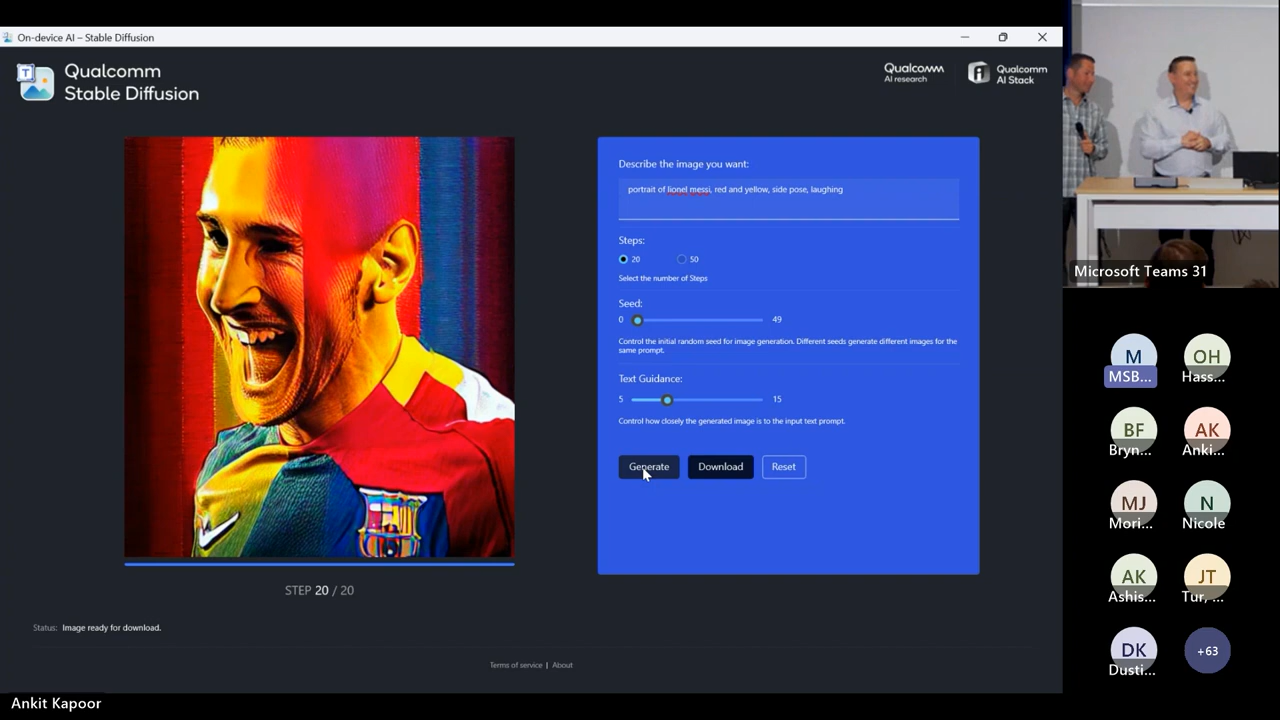 On-device AI – Stable Diffusion
Qualcomm
Stable Diffusion
Qualcomm
AI research
Qualcomm
AI Stack
Describe the image you want:
portrait of lionel messi, red and yellow, side pose, laughing
Steps:
20
50
Select the number of Steps
Seed:
0
49
Control the initial random seed for image generation. Different seeds generate different images for the
same prompt.
Text Guidance:
5
15
Control how closely the generated image is to the input text prompt.
Generate
Download
Reset
STEP 20 / 20
Status: Image ready for download.
Terms of service | About
Ankit Kapoor
Microsoft Teams 31
M
MSB...
OH
Hass...
BF
Bryn...
AK
Anki...
MJ
Mori...
N
Nicole
AK
Ashis...
JT
Tur, ...
DK
Dusti...
+63